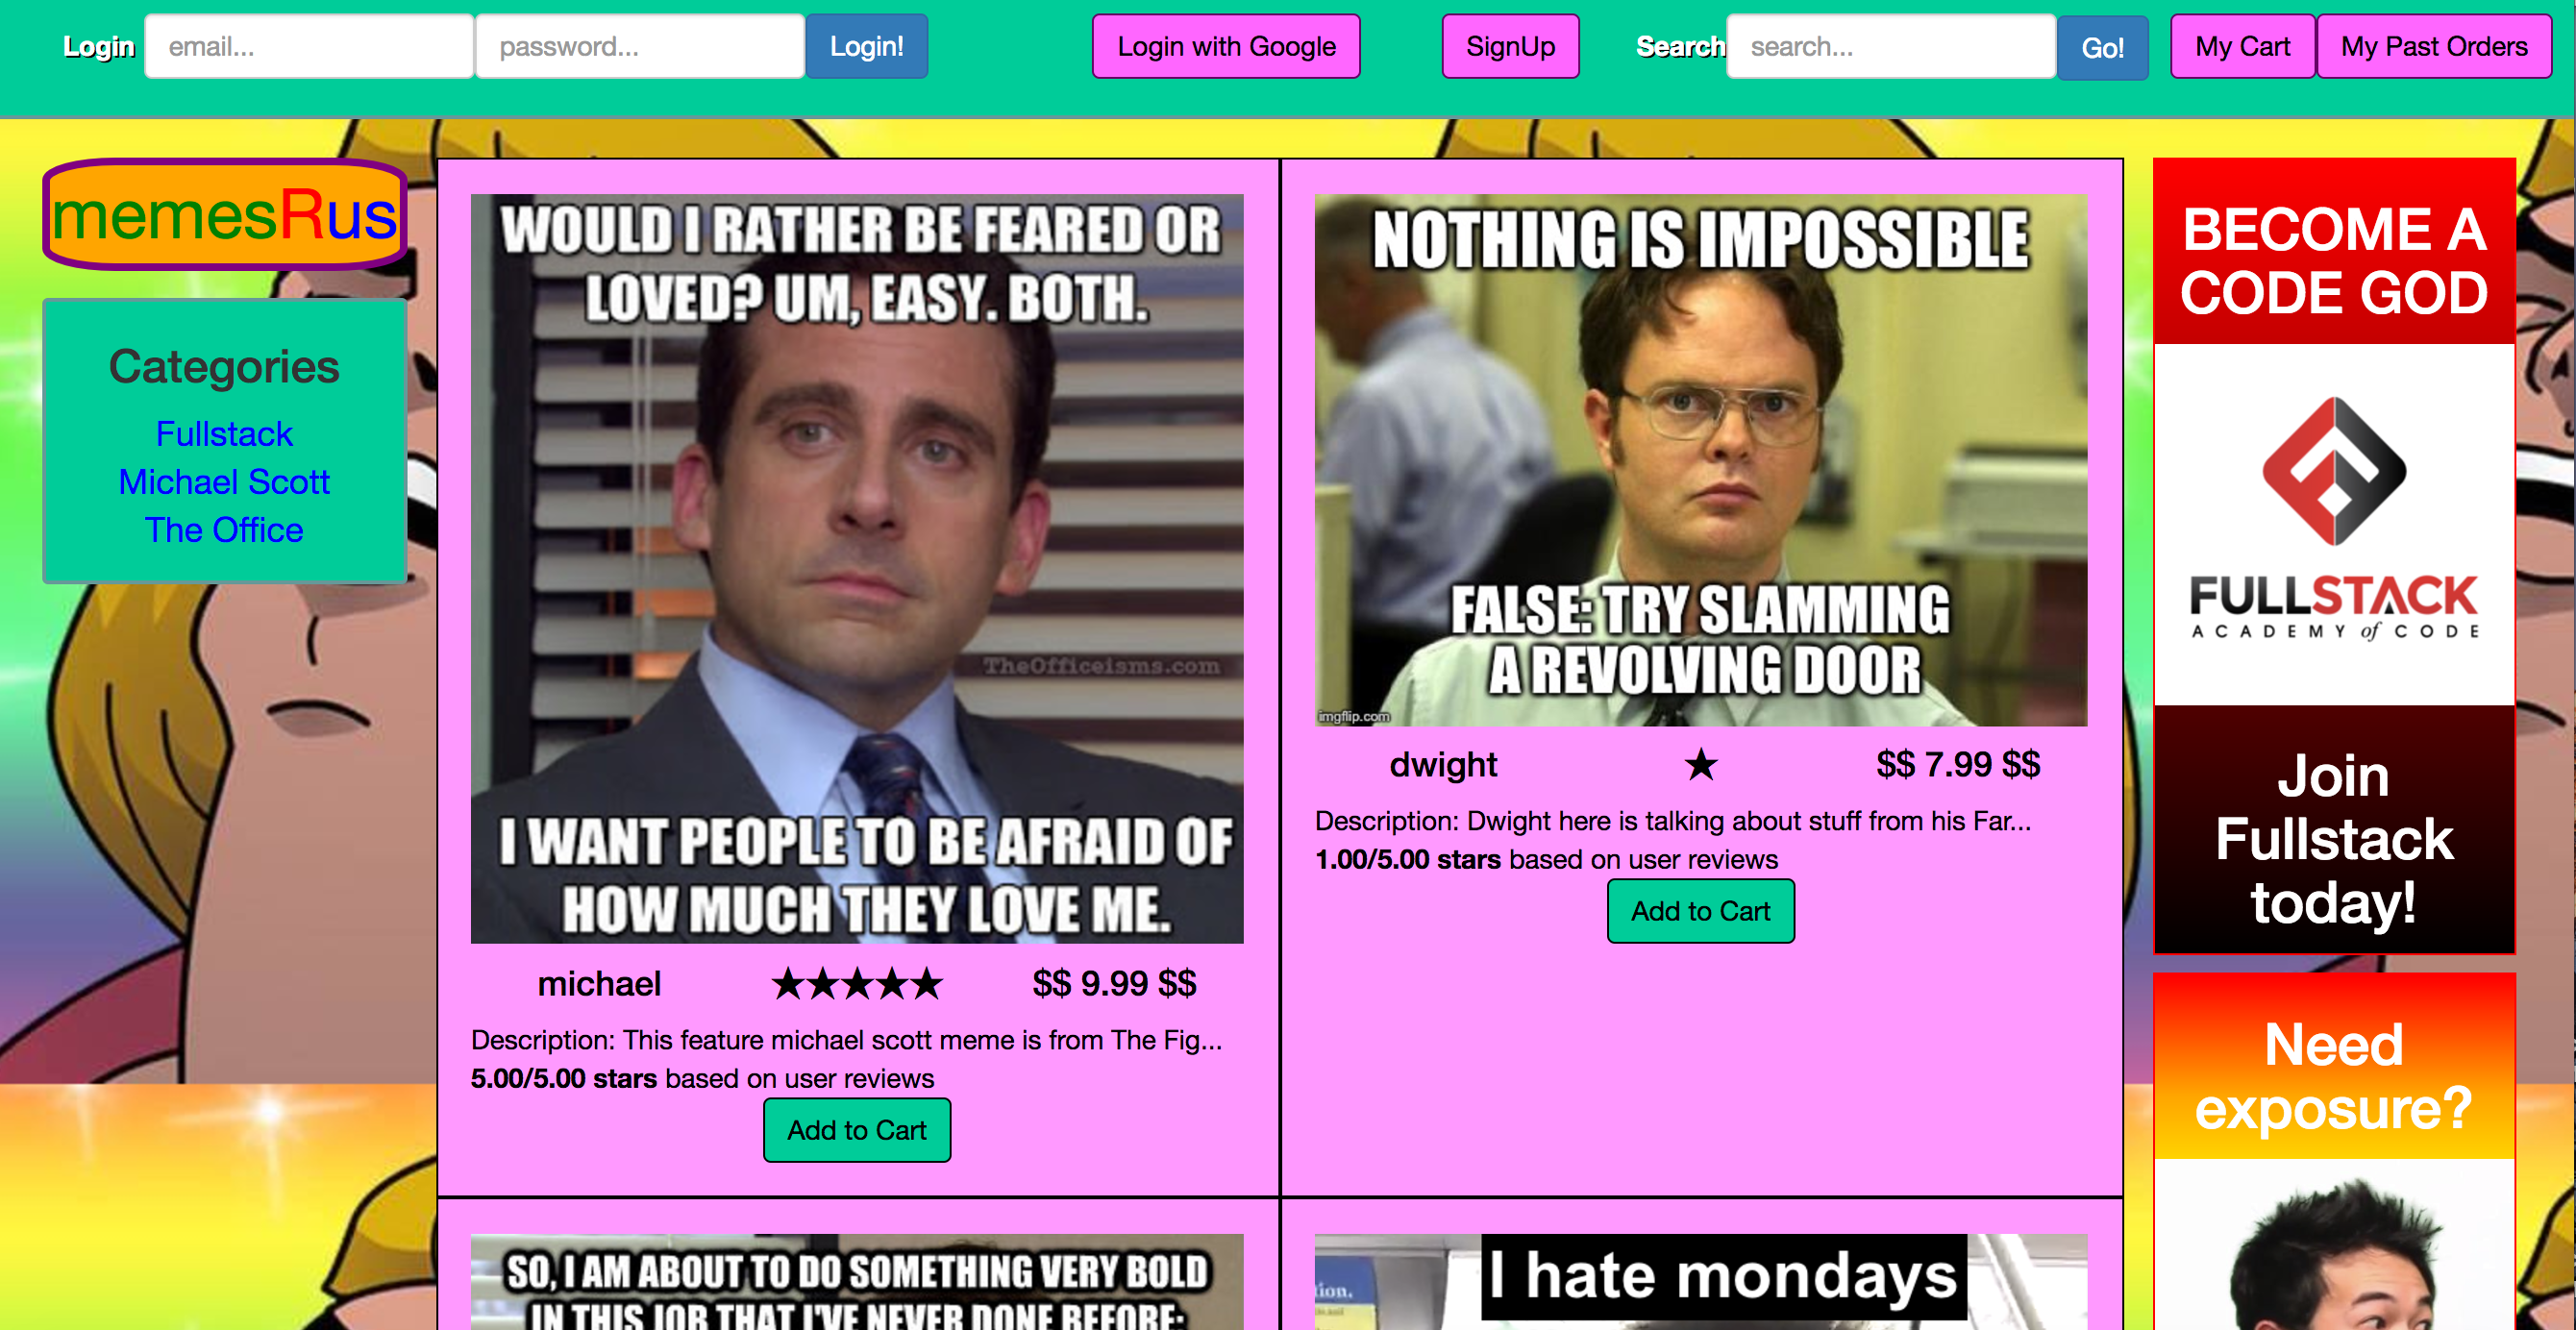 Login email... password... Login! Login with Google SignUp Search search... Go! My Cart My Past Orders
memesRus
Categories
Fullstack
Michael Scott
The Office
WOULD I RATHER BE FEARED OR
LOVED? UM, EASY. BOTH.
TheOfficeisms.com
I WANT PEOPLE TO BE AFRAID OF
HOW MUCH THEY LOVE ME.
michael ★★★★★ $$ 9.99 $$
Description: This feature michael scott meme is from The Fig...
5.00/5.00 stars based on user reviews
Add to Cart
NOTHING IS IMPOSSIBLE
FALSE: TRY SLAMMING
A REVOLVING DOOR
imgflip.com
dwight ★ $$ 7.99 $$
Description: Dwight here is talking about stuff from his Far...
1.00/5.00 stars based on user reviews
Add to Cart
SO, I AM ABOUT TO DO SOMETHING VERY BOLD
IN THIS JOB THAT I'VE NEVER DONE BEFORE:
I hate mondays
BECOME A
CODE GOD
FULLSTACK
ACADEMY of CODE
Join
Fullstack
today!
Need
exposure?